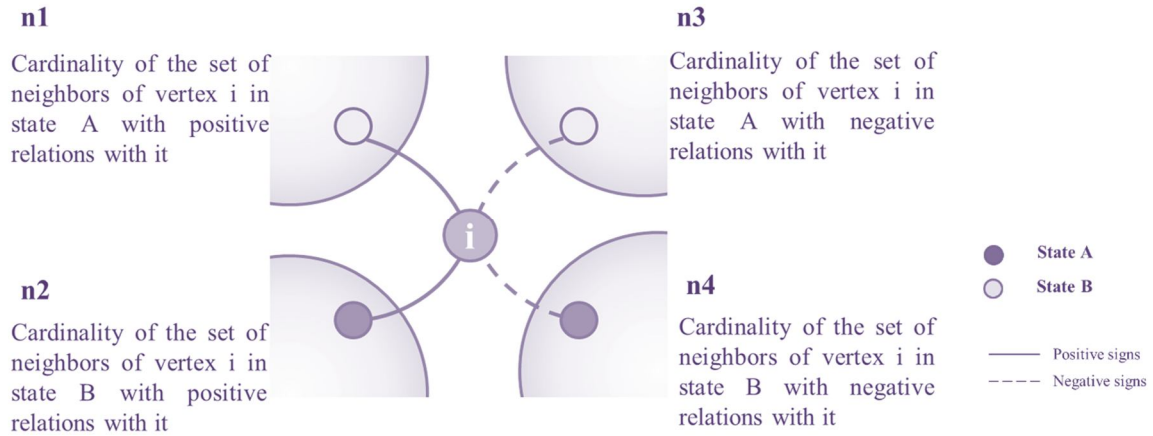 n1
Cardinality of the set of
neighbors of vertex i in
state A with positive
relations with it
n3
Cardinality of the set of
neighbors of vertex i in
state A with negative
relations with it
i
n2
Cardinality of the set of
neighbors of vertex i in
state B with positive
relations with it
n4
Cardinality of the set of
neighbors of vertex i in
state B with negative
relations with it
State A
State B
Positive signs
Negative signs